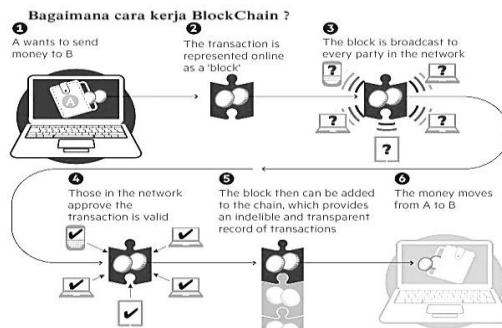 Bagaimana cara kerja BlockChain ?
1
A wants to send
money to B
A
2
The transaction is
represented online
as a 'block'
3
The block is broadcast to
every party in the network
?
?
?
?
?
4
Those in the network
approve the
transaction is valid
5
The block then can be added
to the chain, which provides
an indelible and transparent
record of transactions
6
The money moves
from A to B